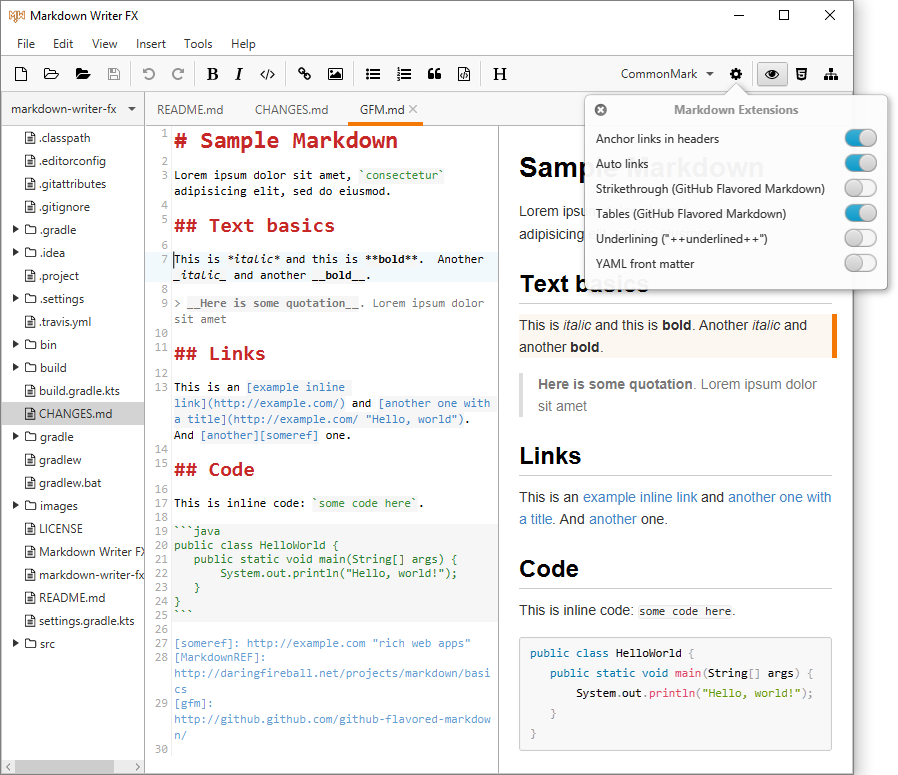 Markdown Writer FX
File Edit View Insert Tools Help
B I </> H CommonMark
markdown-writer-fx
README.md CHANGES.md GFM.md
.classpath
.editorconfig
.gitattributes
.gitignore
.gradle
.idea
.project
.settings
.travis.yml
bin
build
build.gradle.kts
CHANGES.md
gradle
gradlew
gradlew.bat
images
LICENSE
Markdown Writer FX
markdown-writer-fx
README.md
settings.gradle.kts
src
1 # Sample Markdown
2
3 Lorem ipsum dolor sit amet, `consectetur`
adipisicing elit, sed do eiusmod.
4
5 ## Text basics
6
7 This is *italic* and this is **bold**.  Another
_italic_ and another __bold__.
8
9 > __Here is some quotation__. Lorem ipsum dolor
sit amet
10
11 ## Links
12
13 This is an [example inline
link](http://example.com/) and [another one with
a title](http://example.com/ "Hello, world").
And [another][someref] one.
14
15 ## Code
16
17 This is inline code: `some code here`.
18
19 ```java
20 public class HelloWorld {
21 public static void main(String[] args) {
22 System.out.println("Hello, world!");
23 }
24 }
25 ```
26
27 [someref]: http://example.com "rich web apps"
28 [MarkdownREF]:
http://daringfireball.net/projects/markdown/basi
cs
29 [gfm]:
http://github.github.com/github-flavored-markdow
n/
30
Markdown Extensions
Anchor links in headers
Auto links
Strikethrough (GitHub Flavored Markdown)
Tables (GitHub Flavored Markdown)
Underlining ("++underlined++")
YAML front matter
Sample Markdown
Lorem ipsu
adipisicing
Text basics
This is italic and this is bold. Another italic and
another bold.
Here is some quotation. Lorem ipsum dolor
sit amet
Links
This is an example inline link and another one with
a title. And another one.
Code
This is inline code: some code here.
public class HelloWorld {
public static void main(String[] args) {
System.out.println("Hello, world!");
}
}